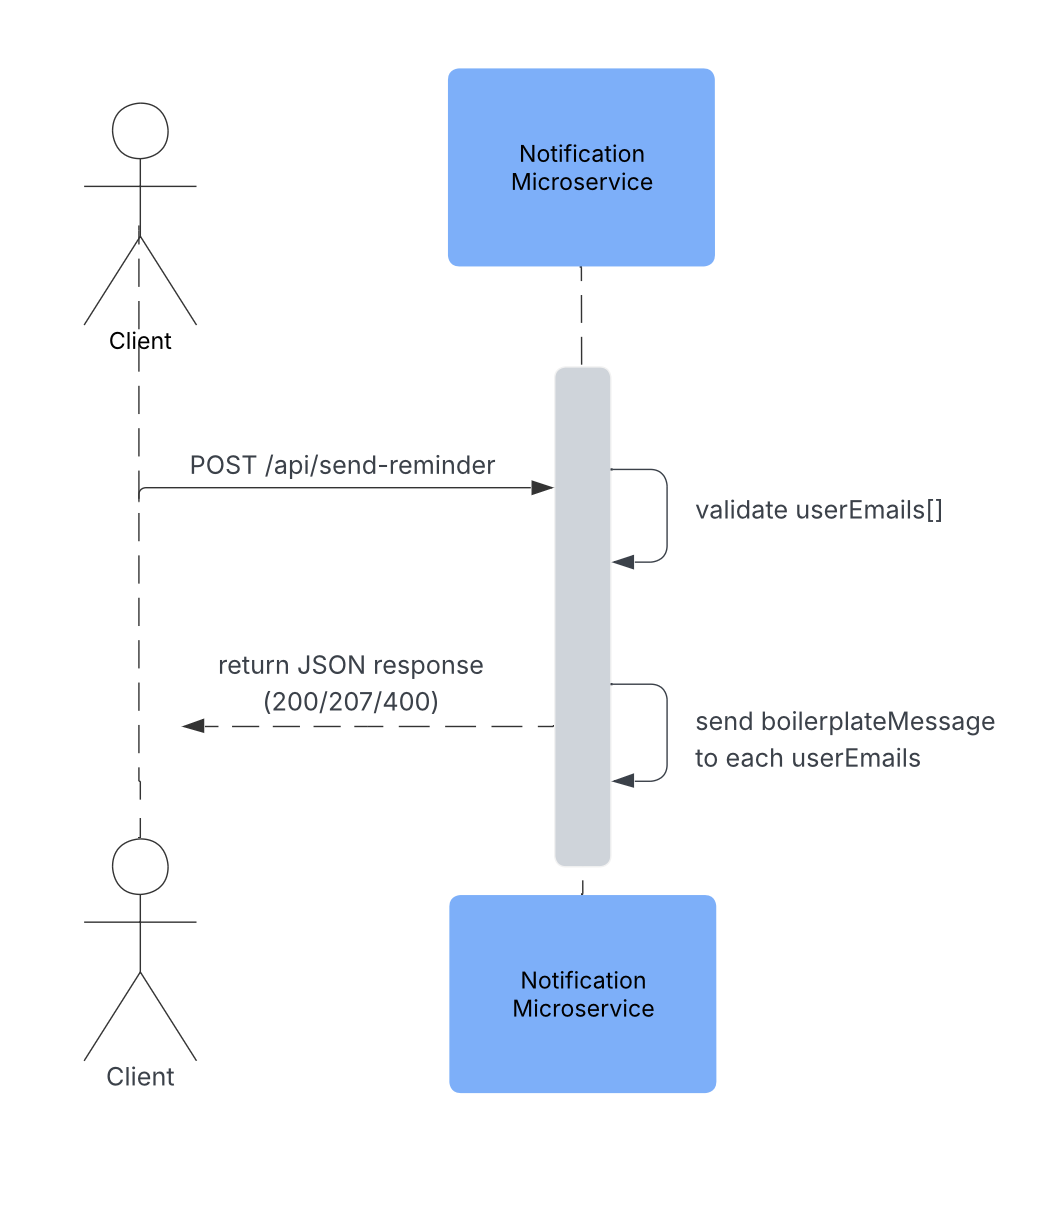 Notification
Microservice
Client
POST /api/send-reminder
validate userEmails[]
return JSON response
(200/207/400)
send boilerplateMessage
to each userEmails
Notification
Microservice
Client